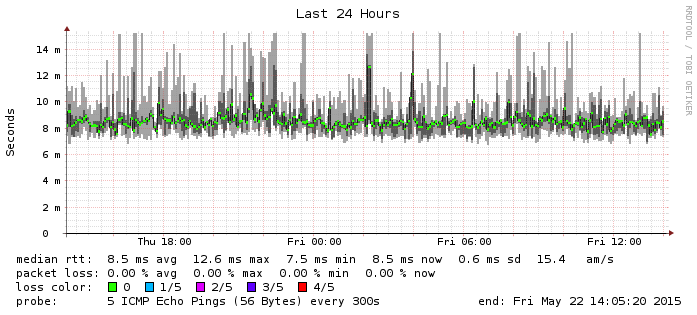 Last 24 Hours
RRDTOOL / TOBI OETIKER
Seconds
14 m
12 m
10 m
8 m
6 m
4 m
2 m
0
Thu 18:00 Fri 00:00 Fri 06:00 Fri 12:00
median rtt: 8.5 ms avg 12.6 ms max 7.5 ms min 8.5 ms now 0.6 ms sd 15.4 am/s
packet loss: 0.00 % avg 0.00 % max 0.00 % min 0.00 % now
loss color: 0 1/5 2/5 3/5 4/5
probe: 5 ICMP Echo Pings (56 Bytes) every 300s end: Fri May 22 14:05:20 2015